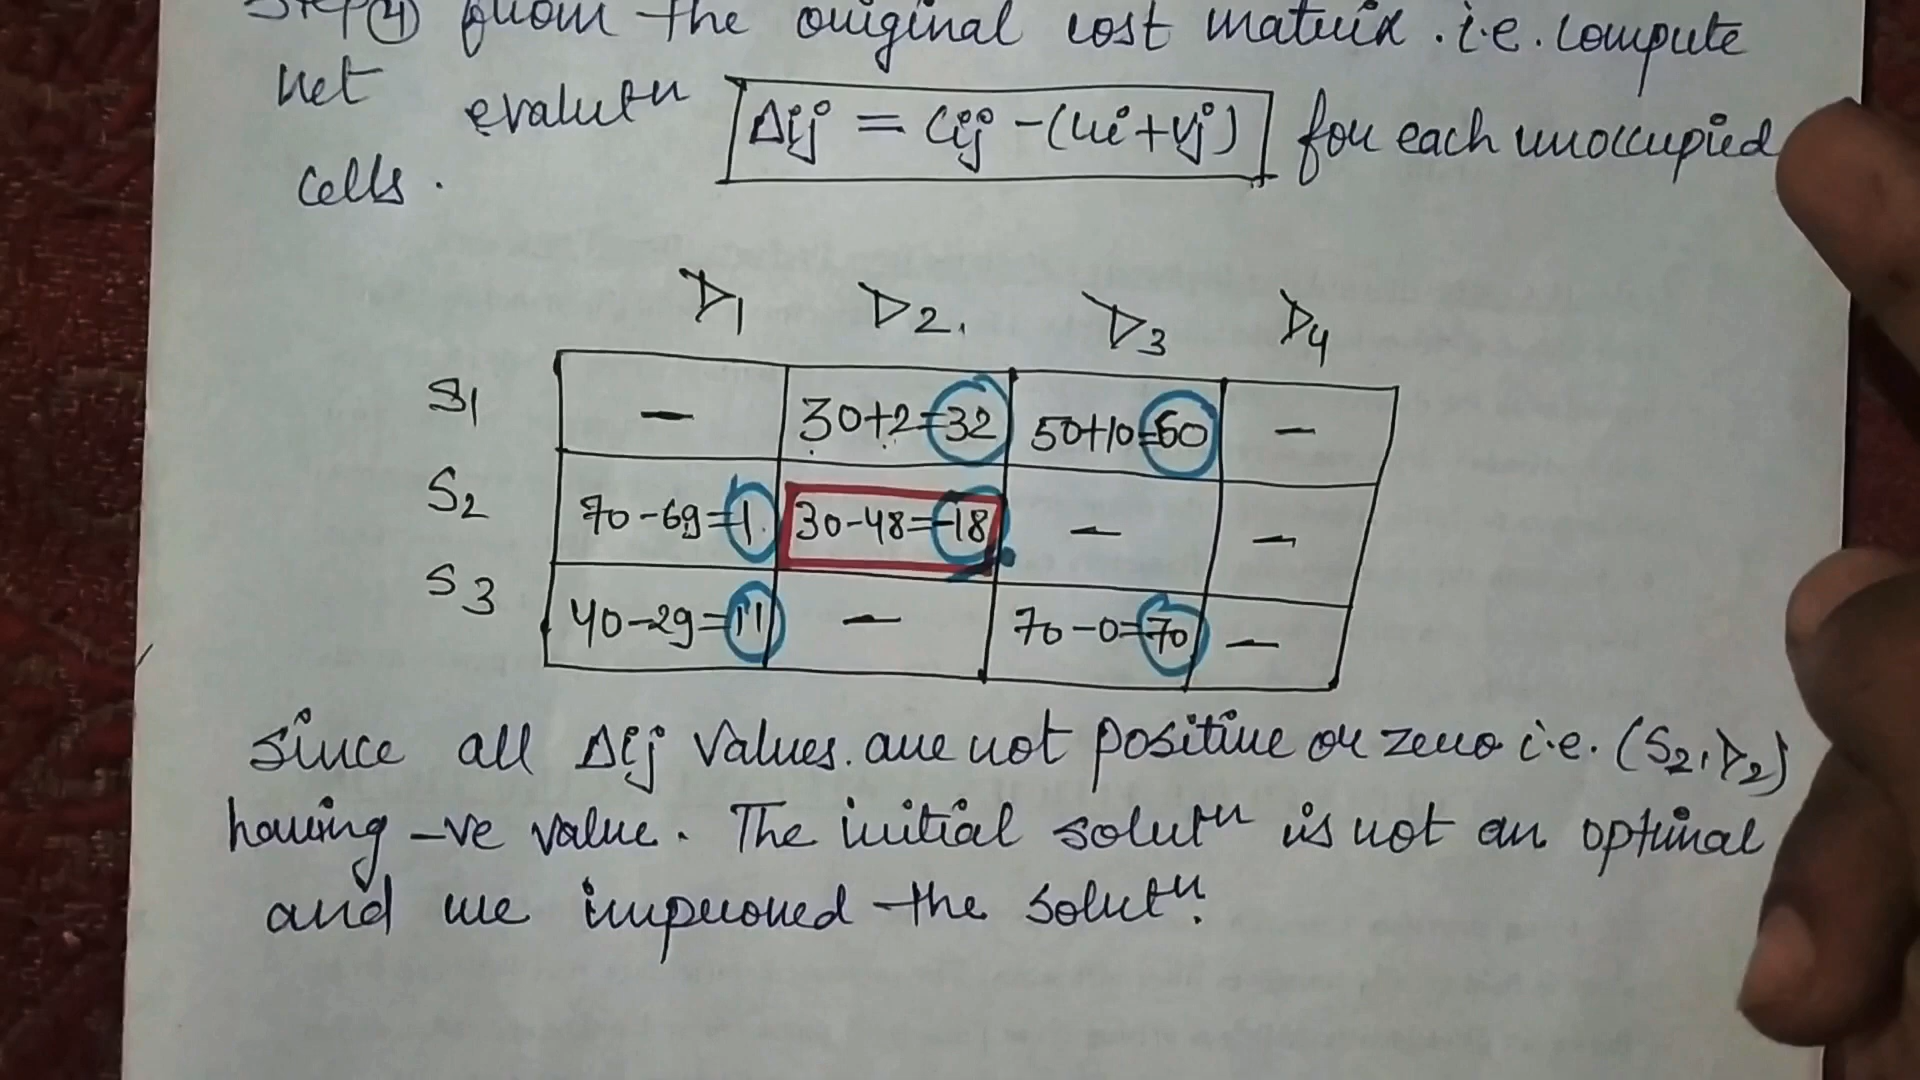 Step ④ from the original cost matrix . i.e. compute
net evalutn Δij = Cij -(ui+vj) for each unoccupied
cells .
D1 D2. D3 D4
S1 — 30+2=32 50+10=60 —
S2 70-69=1. 30-48=-18 — —
S3 40-29=11 — 70-0=70 —
Since all Δij values. are not positive or zero i.e. (S2,D2)
having -ve value. The initial solutn is not an optimal
and we improved the solutn.